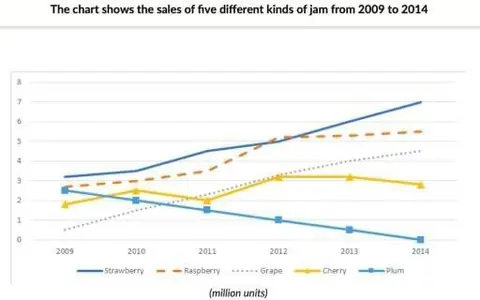 The chart shows the sales of five different kinds of jam from 2009 to 2014
8
7
6
5
4
3
2
1
0
2009 2010 2011 2012 2013 2014
Strawberry Raspberry Grape Cherry Plum
(million units)